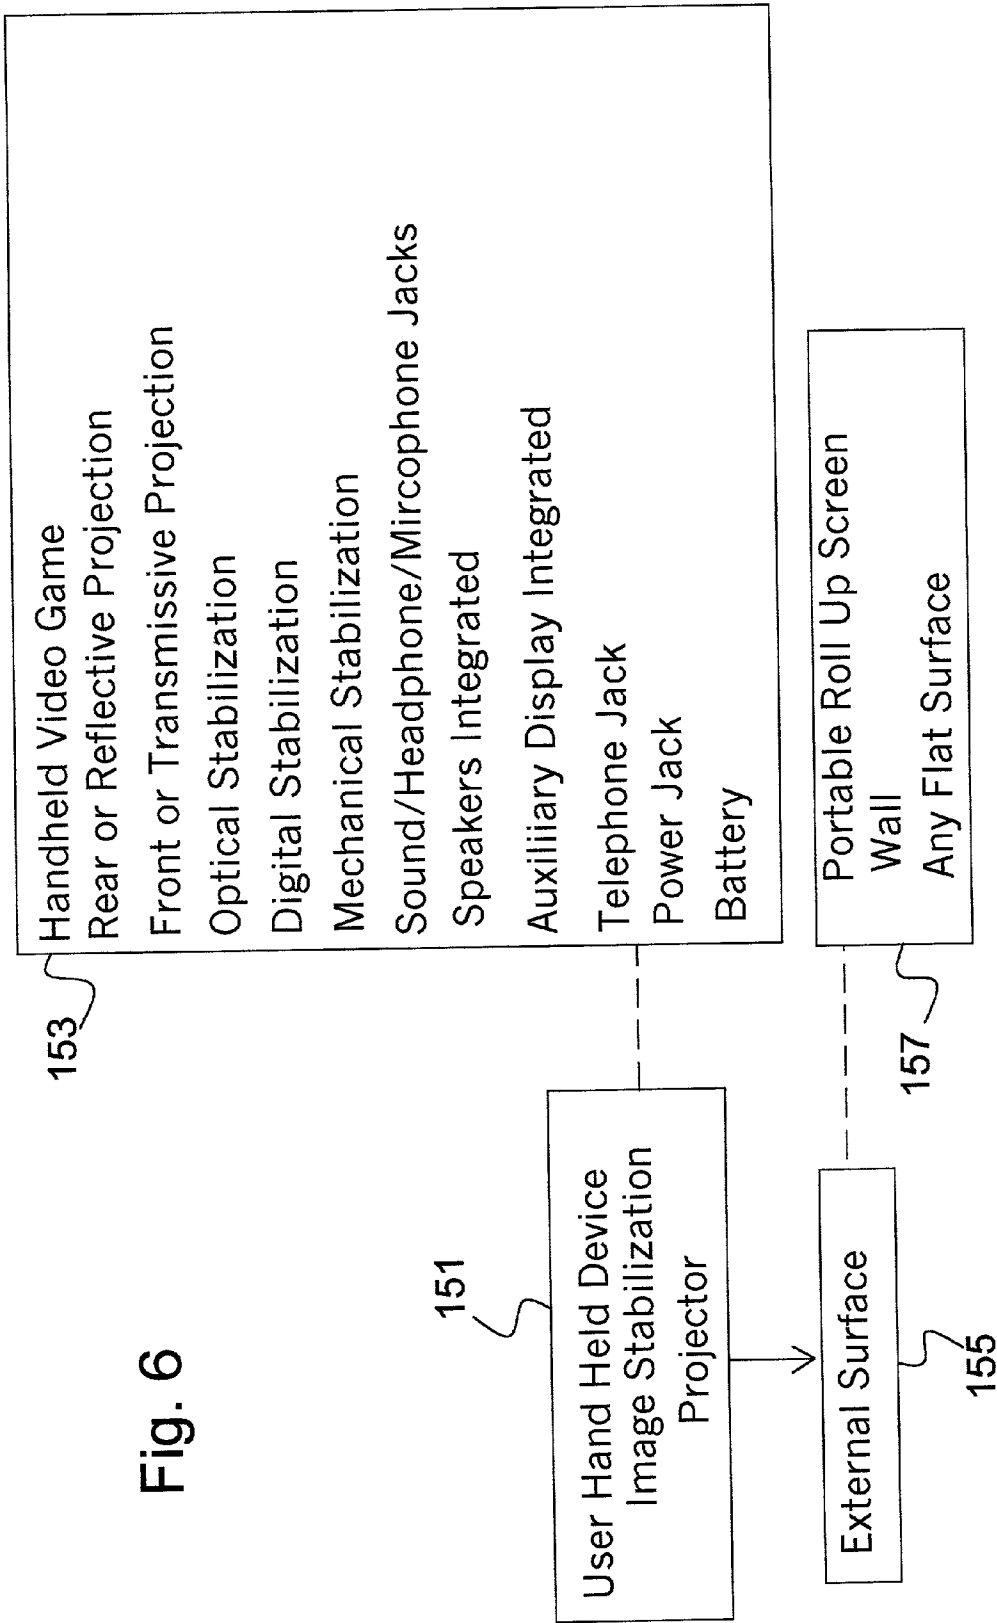 Fig. 6
151
User Hand Held Device
Image Stabilization
Projector
External Surface
155
153
Handheld Video Game
Rear or Reflective Projection
Front or Transmissive Projection
Optical Stabilization
Digital Stabilization
Mechanical Stabilization
Sound/Headphone/Mircophone Jacks
Speakers Integrated
Auxiliary Display Integrated
Telephone Jack
Power Jack
Battery
157
Portable Roll Up Screen
Wall
Any Flat Surface